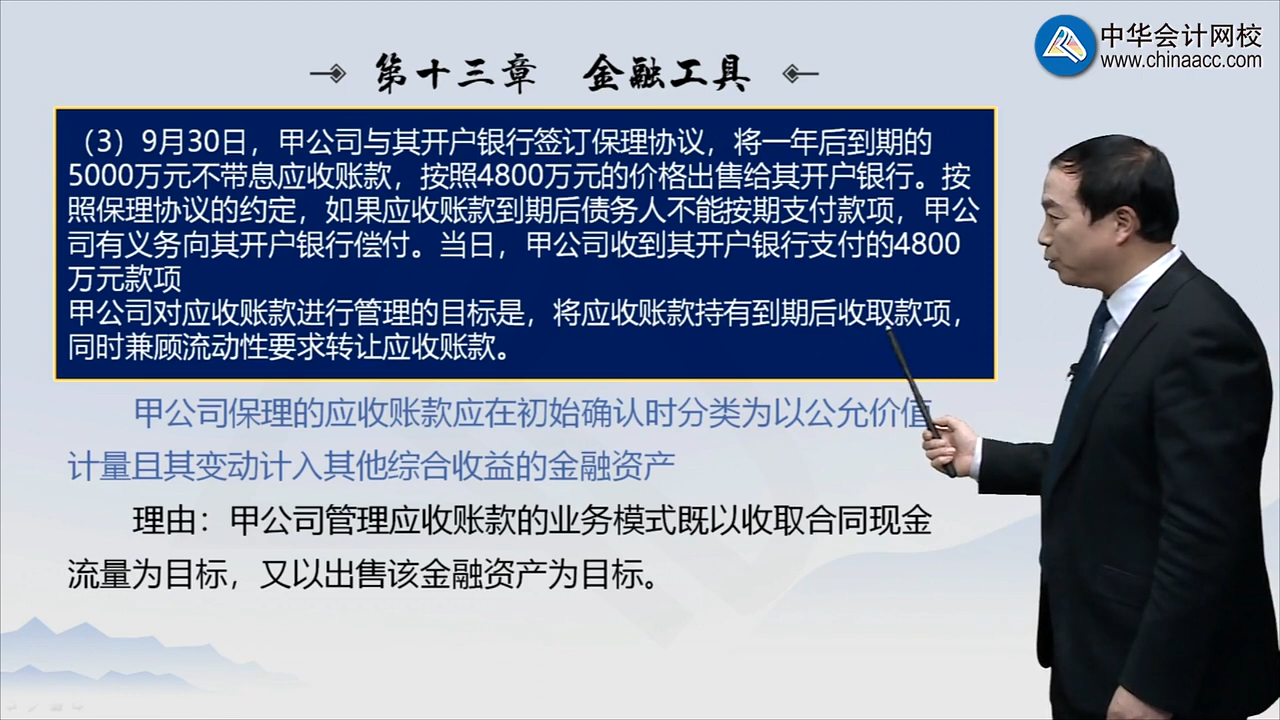 中华会计网校
www.chinaacc.com
第十三章 金融工具
（3）9月30日，甲公司与其开户银行签订保理协议，将一年后到期的
5000万元不带息应收账款，按照4800万元的价格出售给其开户银行。按
照保理协议的约定，如果应收账款到期后债务人不能按期支付款项，甲公
司有义务向其开户银行偿付。当日，甲公司收到其开户银行支付的4800
万元款项
甲公司对应收账款进行管理的目标是，将应收账款持有到期后收取款项，
同时兼顾流动性要求转让应收账款。
甲公司保理的应收账款应在初始确认时分类为以公允价值
计量且其变动计入其他综合收益的金融资产
理由：甲公司管理应收账款的业务模式既以收取合同现金
流量为目标，又以出售该金融资产为目标。